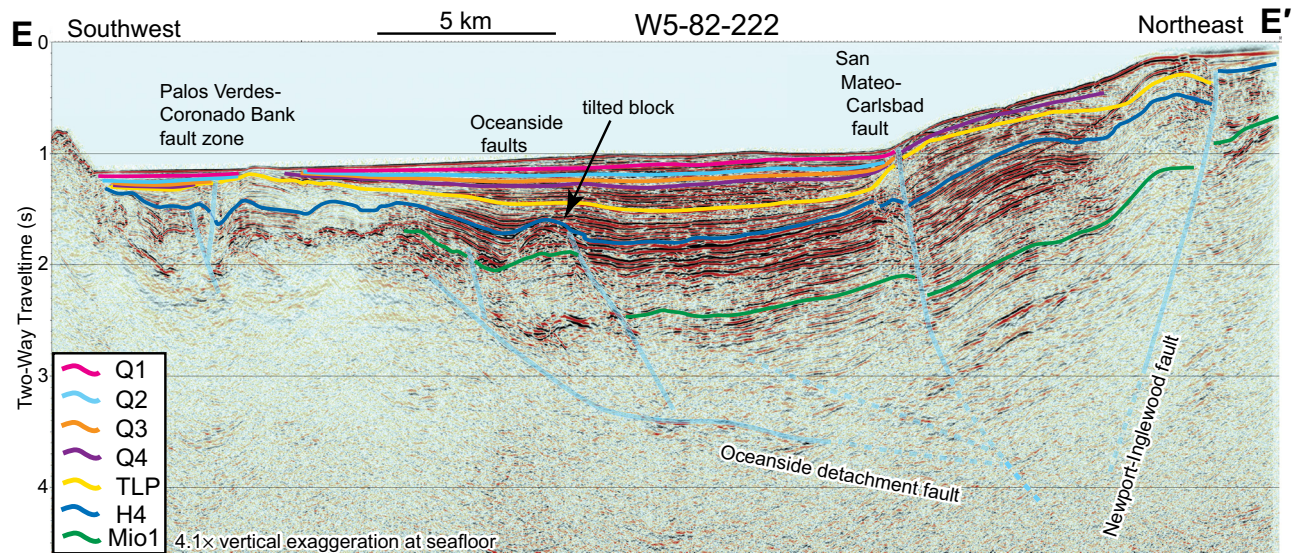 E Southwest 5 km W5-82-222 Northeast E′
0
Palos Verdes-
Coronado Bank
fault zone
Oceanside
faults
tilted block
San
Mateo-
Carlsbad
fault
1
2
3
4
Two-Way Traveltime (s)
Q1
Q2
Q3
Q4
TLP
H4
Mio1
4.1× vertical exaggeration at seafloor
Oceanside detachment fault
Newport-Inglewood fault